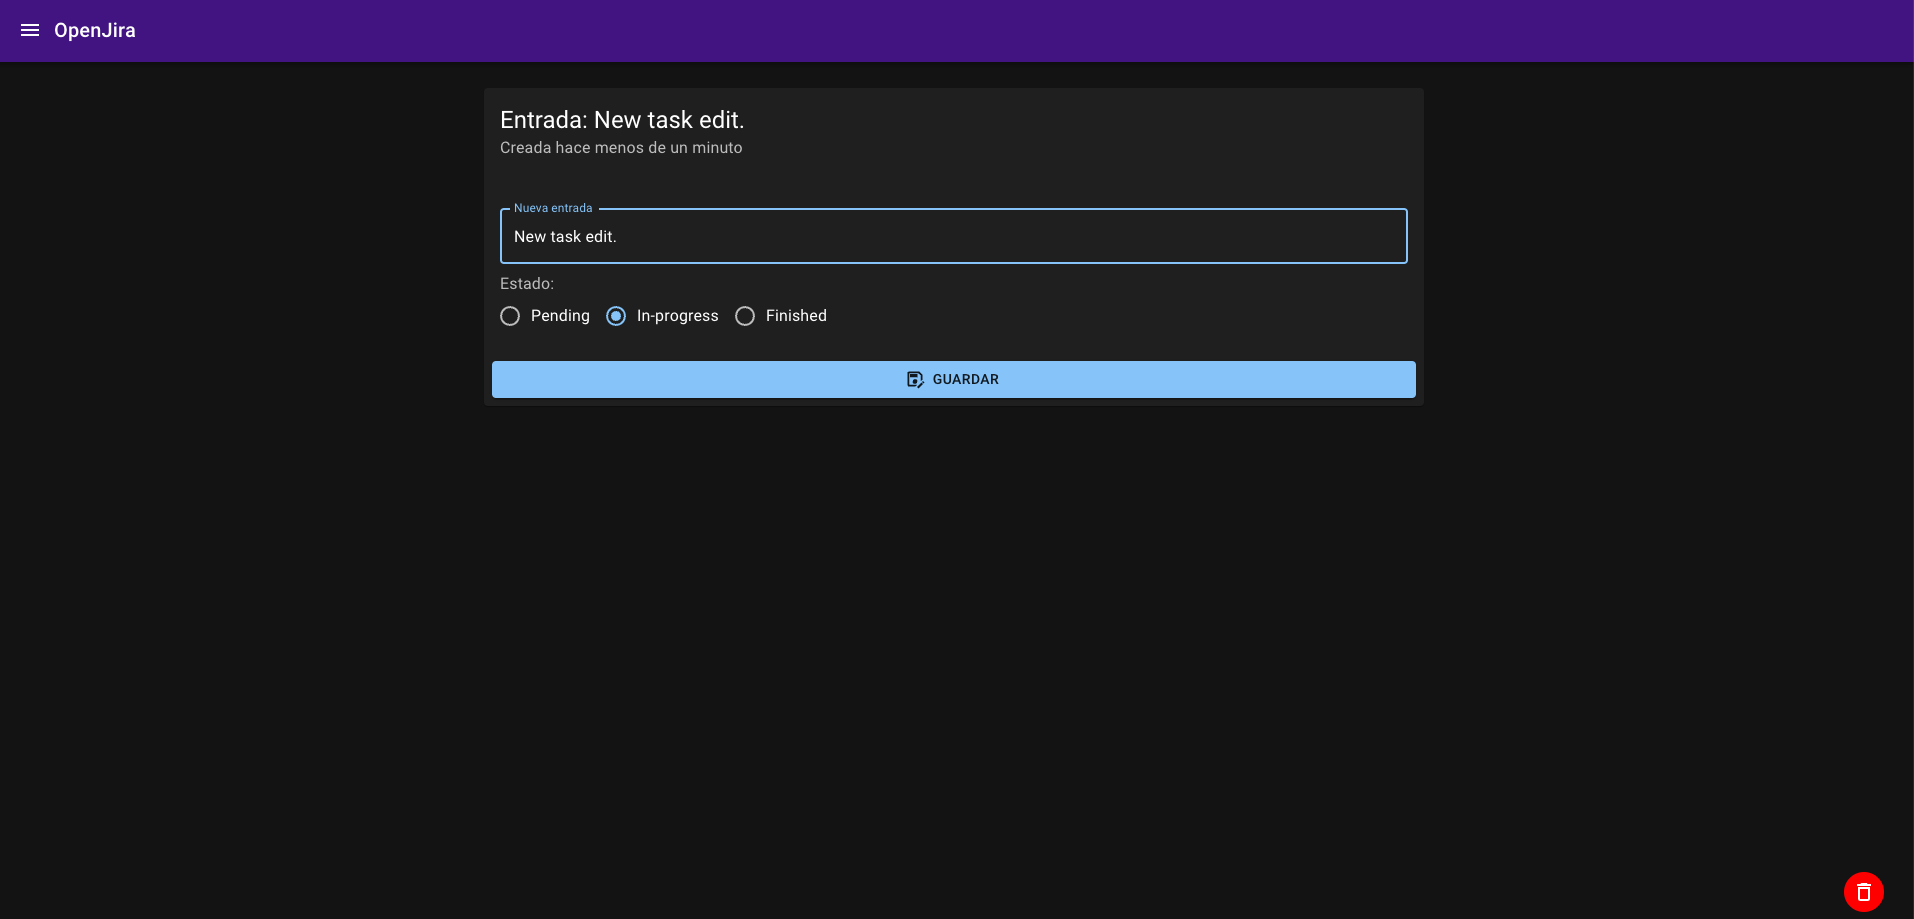 OpenJira
Entrada: New task edit.
Creada hace menos de un minuto
Nueva entrada
New task edit.
Estado:
Pending In-progress Finished
GUARDAR